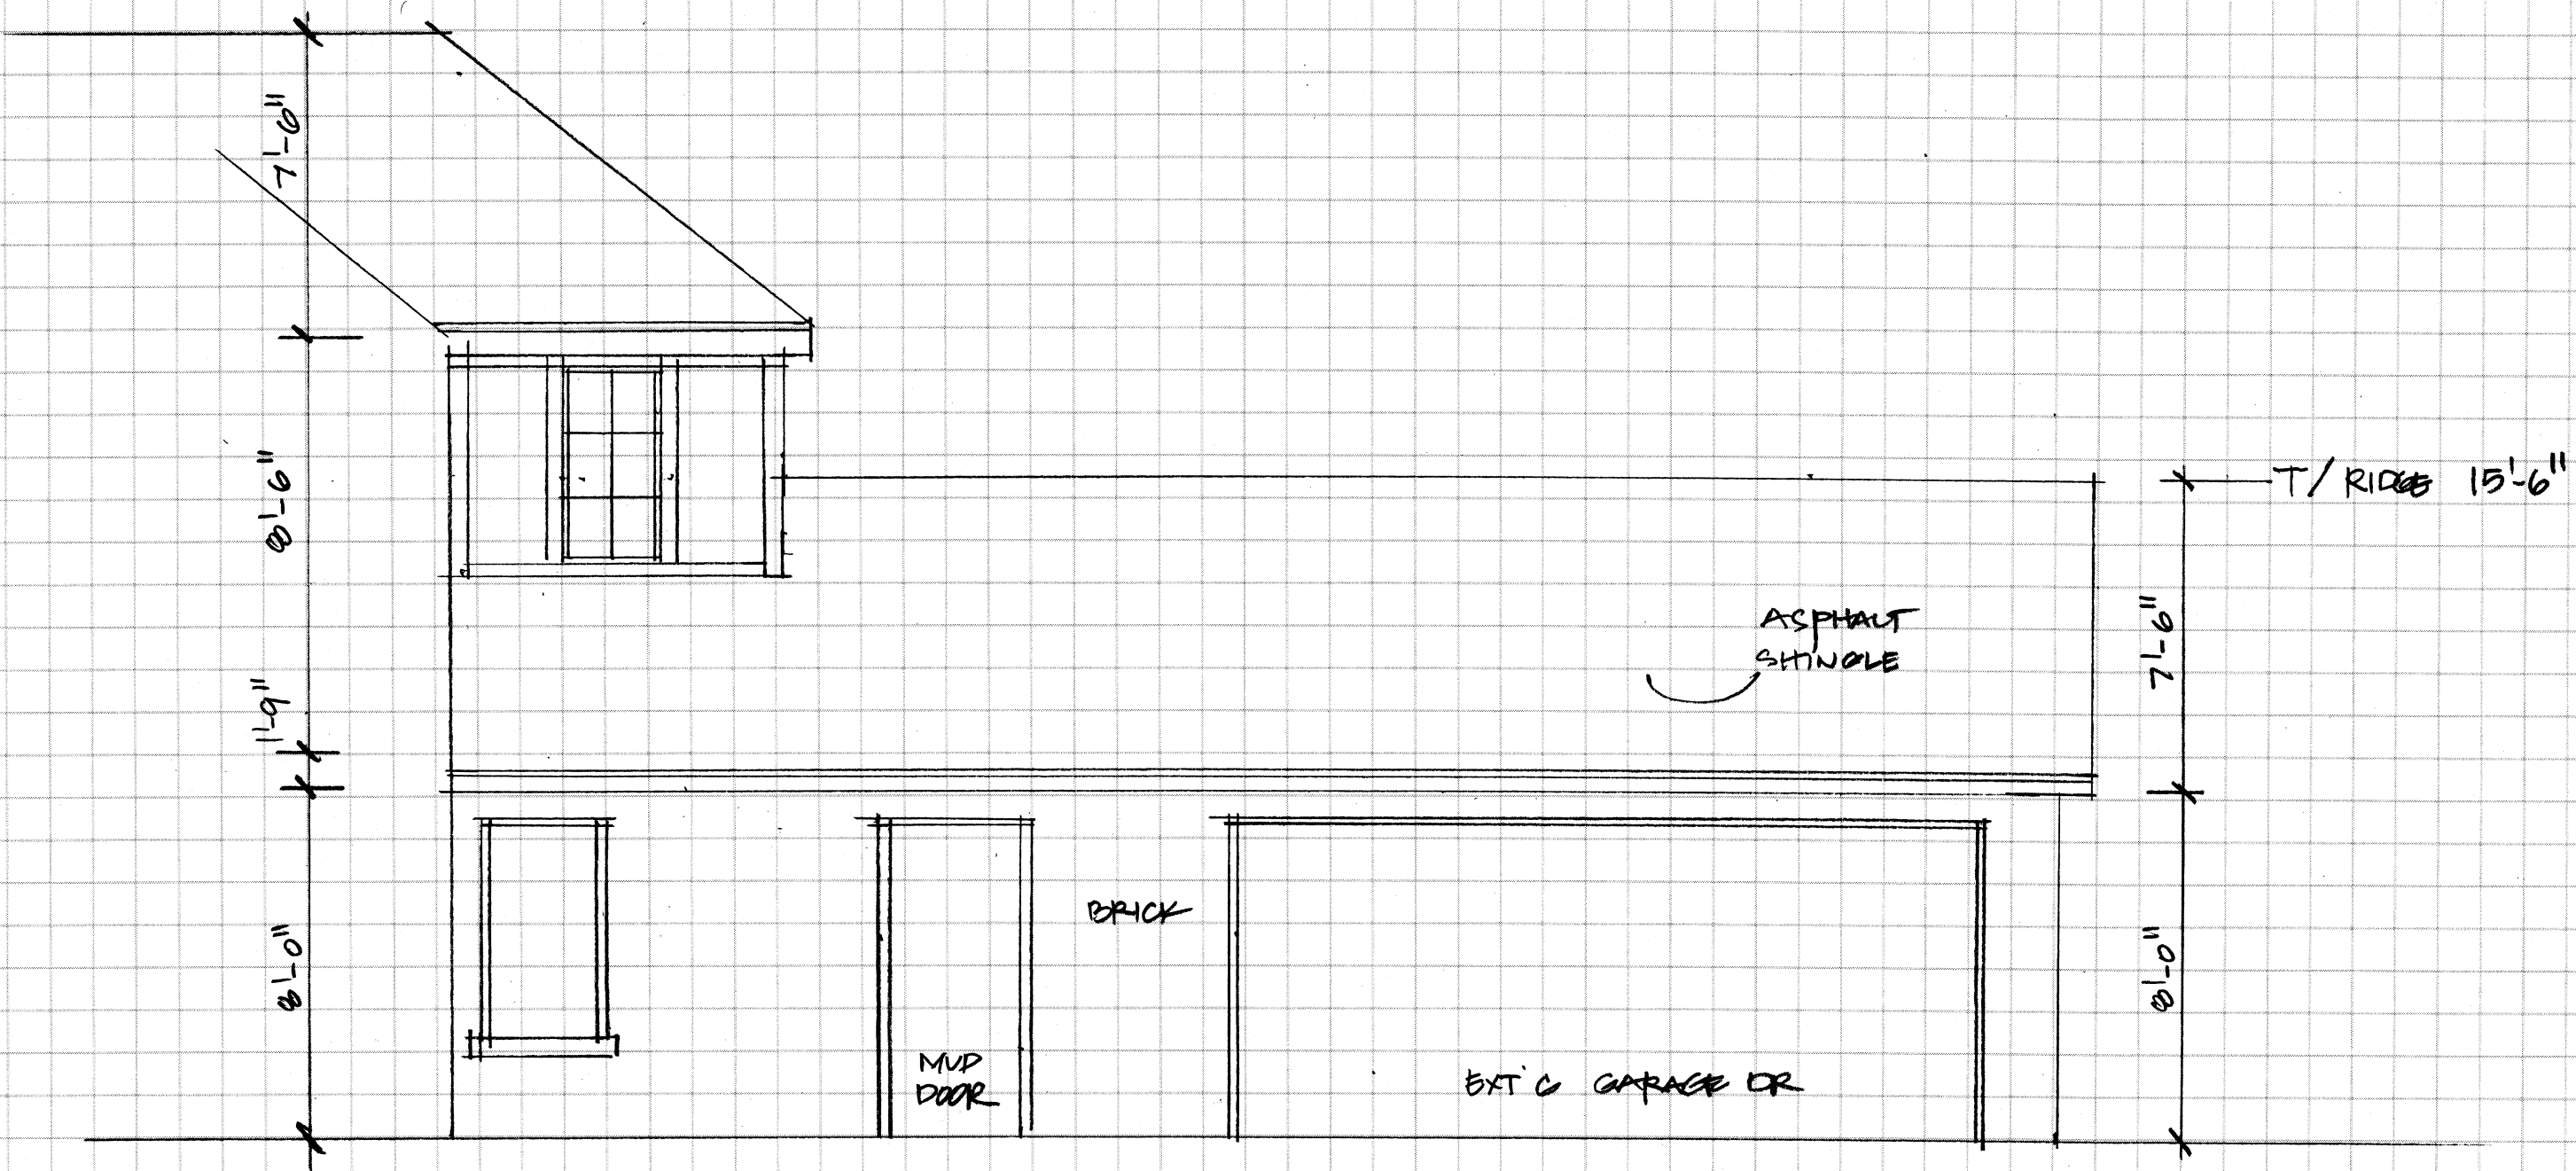 7'-0"
8'-6"
T/ RIDGE 15'-6"
ASPHALT
SHINGLE
7'-6"
1'-9"
BRICK
8'-0"
8'-0"
MUD
DOOR
EXT'G GARAGE DR